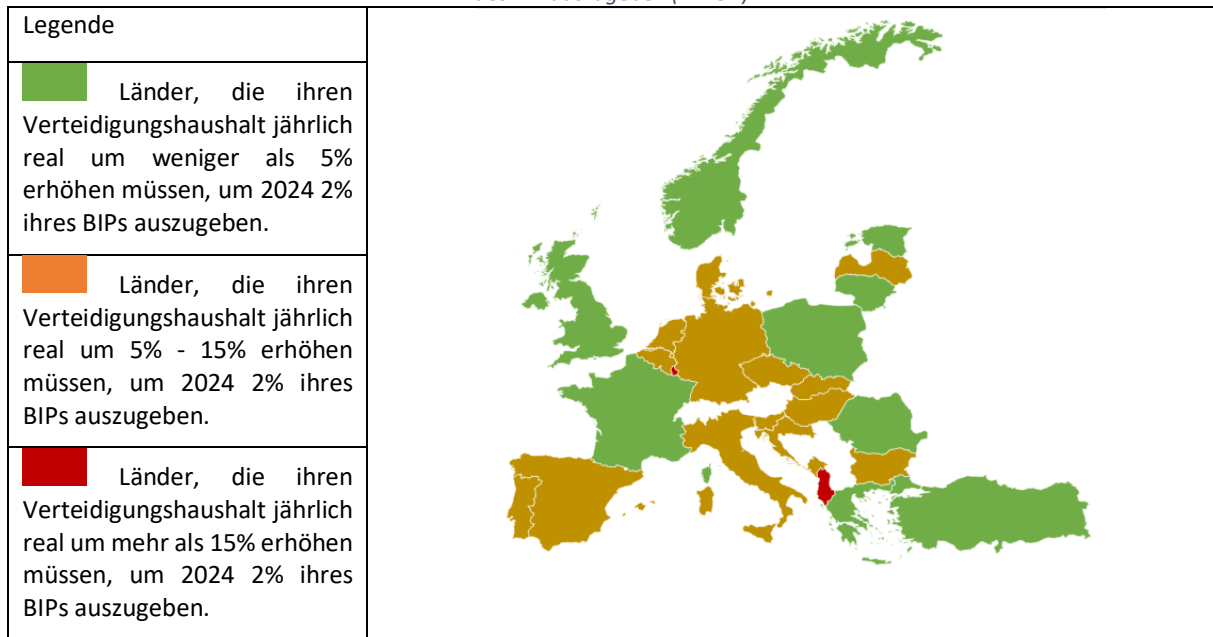 Legende
Länder, die ihren
Verteidigungshaushalt jährlich
real um weniger als 5%
erhöhen müssen, um 2024 2%
ihres BIPs auszugeben.
Länder, die ihren
Verteidigungshaushalt jährlich
real um 5% - 15% erhöhen
müssen, um 2024 2% ihres
BIPs auszugeben.
Länder, die ihren
Verteidigungshaushalt jährlich
real um mehr als 15% erhöhen
müssen, um 2024 2% ihres
BIPs auszugeben.